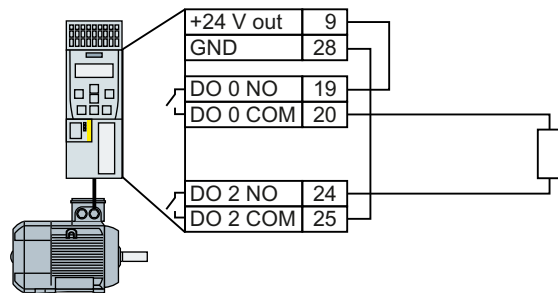 +24 V out 9
GND 28
DO 0 NO 19
DO 0 COM 20
DO 2 NO 24
DO 2 COM 25